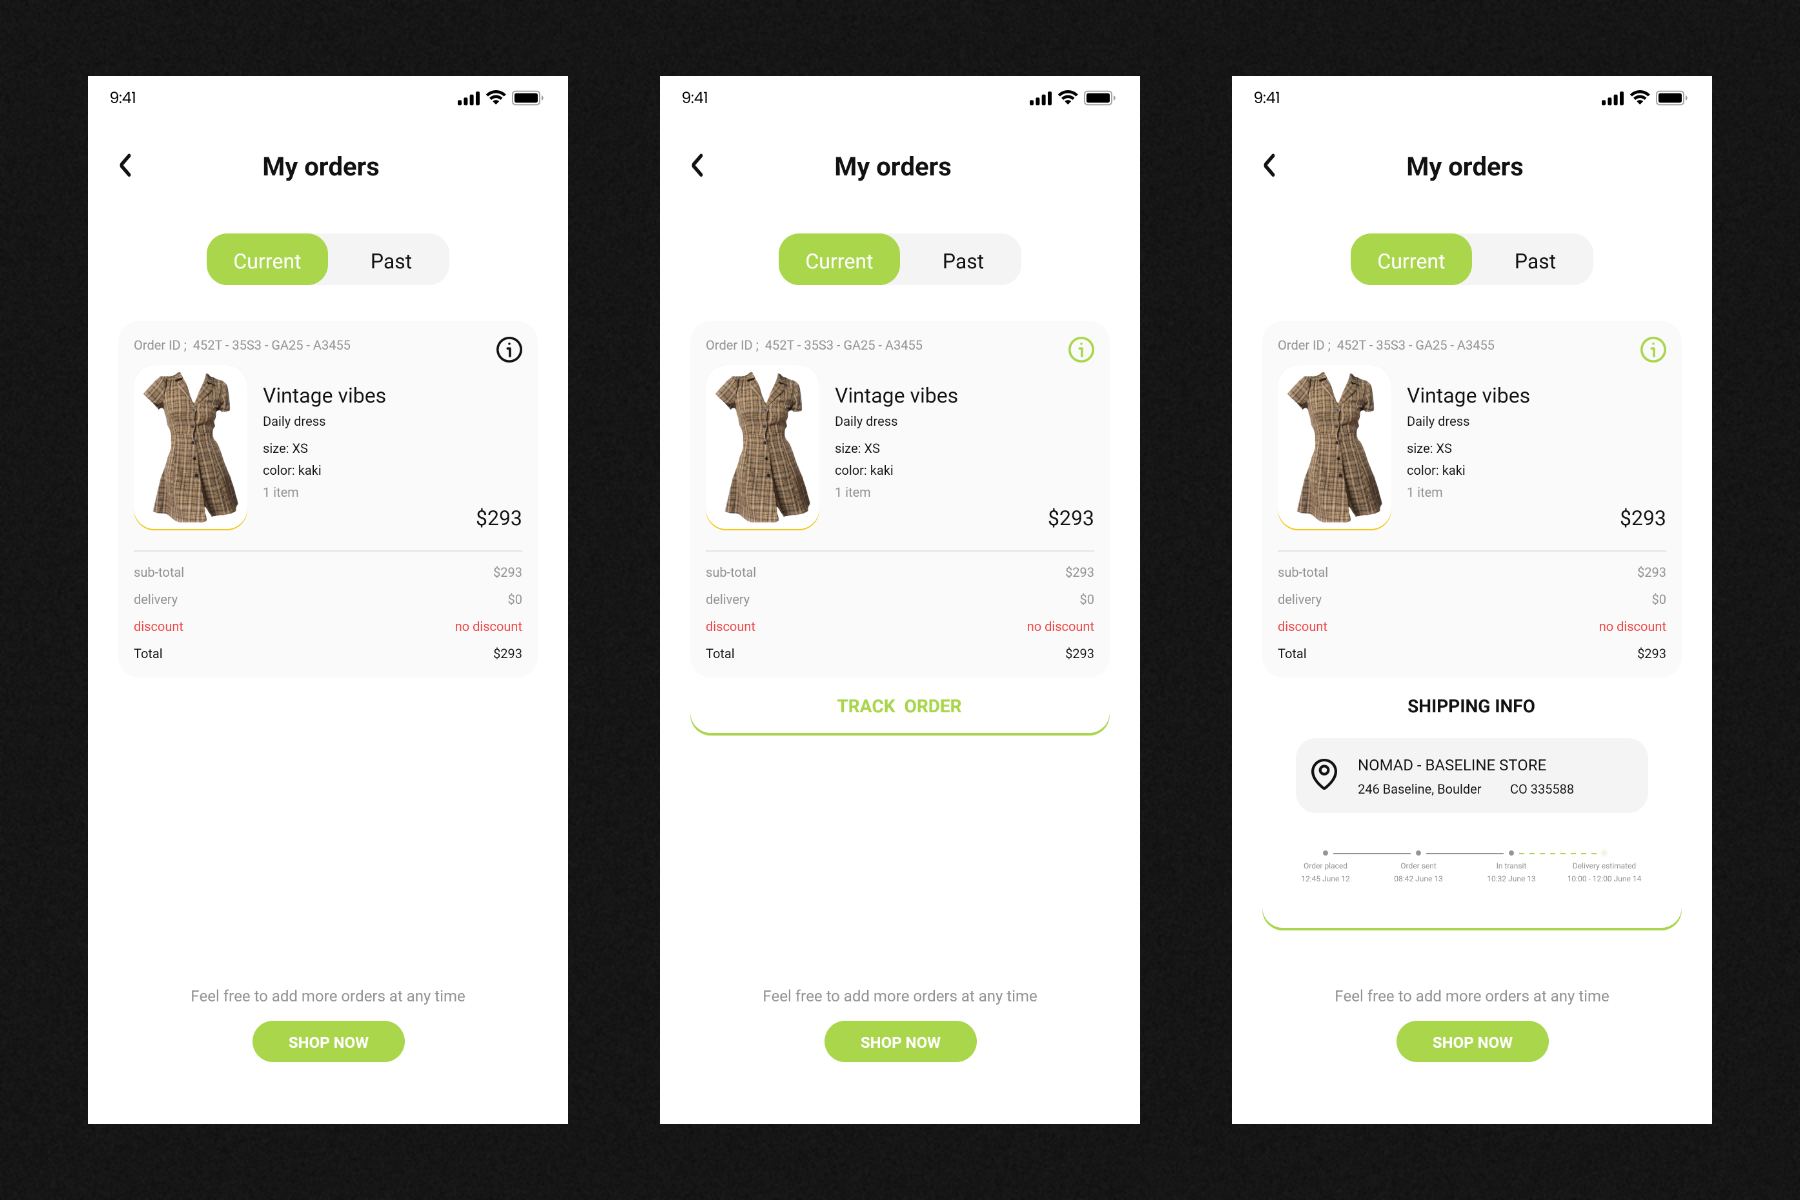 9:41
My orders
Current Past
Order ID ; 452T - 35S3 - GA25 - A3455
Vintage vibes
Daily dress
size: XS
color: kaki
1 item
$293
sub-total $293
delivery $0
discount no discount
Total $293
Feel free to add more orders at any time
SHOP NOW
9:41
My orders
Current Past
Order ID ; 452T - 35S3 - GA25 - A3455
Vintage vibes
Daily dress
size: XS
color: kaki
1 item
$293
sub-total $293
delivery $0
discount no discount
Total $293
TRACK ORDER
Feel free to add more orders at any time
SHOP NOW
9:41
My orders
Current Past
Order ID ; 452T - 35S3 - GA25 - A3455
Vintage vibes
Daily dress
size: XS
color: kaki
1 item
$293
sub-total $293
delivery $0
discount no discount
Total $293
SHIPPING INFO
NOMAD - BASELINE STORE
246 Baseline, Boulder CO 335588
Order placed Order sent In transit Delivery estimated
12:45 June 12 08:42 June 13 10:32 June 13 10:00 - 12:00 June 14
Feel free to add more orders at any time
SHOP NOW